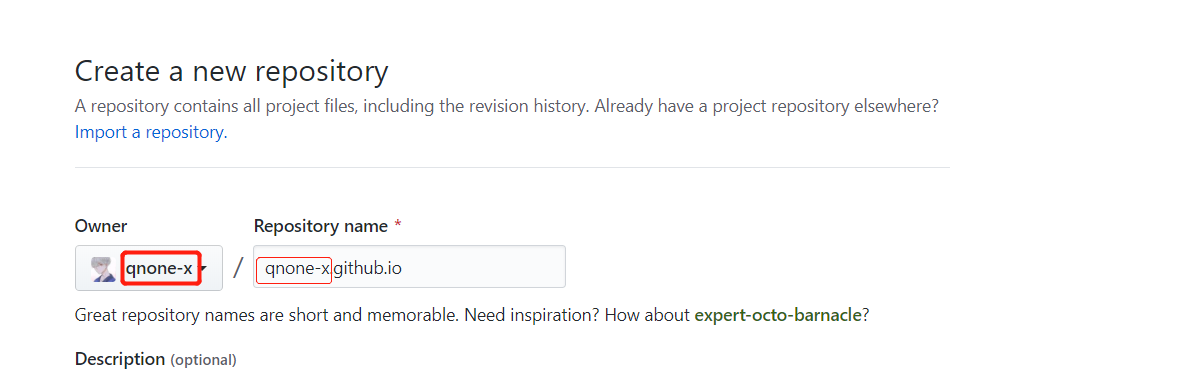 Create a new repository
A repository contains all project files, including the revision history. Already have a project repository elsewhere?
Import a repository.
Owner
Repository name *
qnone-x / qnone-x.github.io
Great repository names are short and memorable. Need inspiration? How about expert-octo-barnacle?
Description (optional)